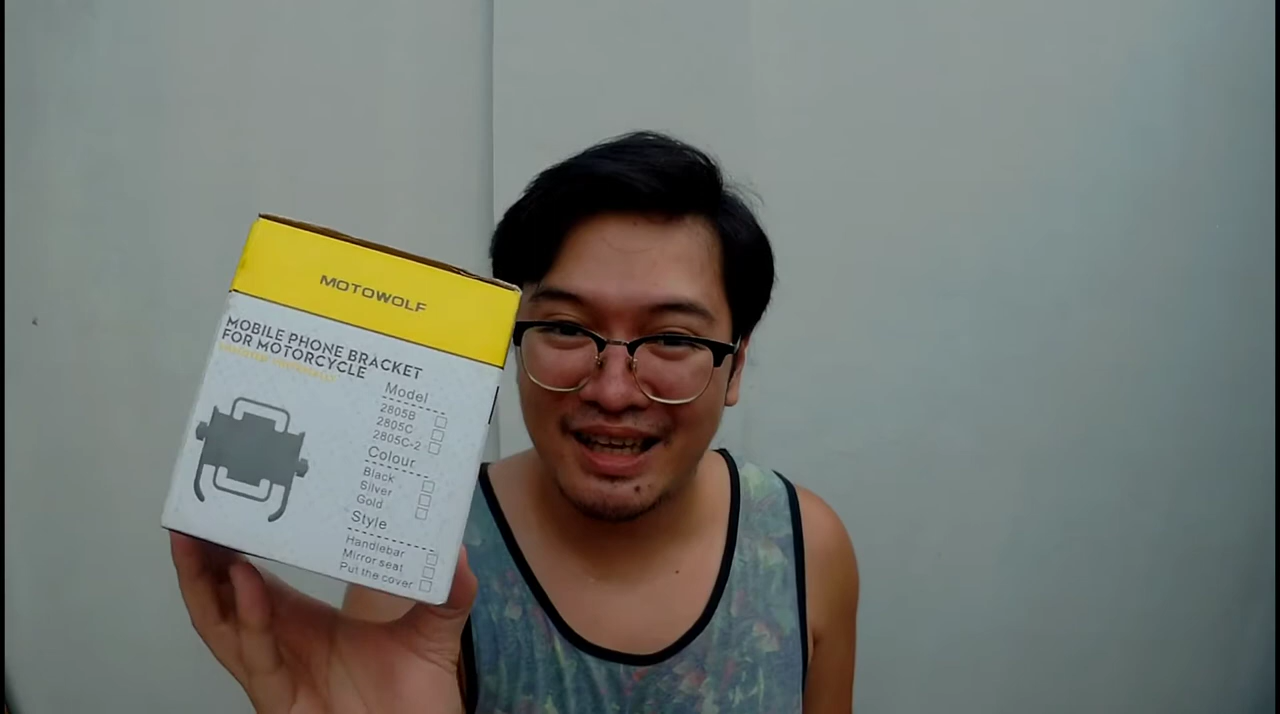 MOTOWOLF
MOBILE PHONE BRACKET
FOR MOTORCYCLE
Model
2805B
2805C
2805C-2
Colour
Black
Silver
Gold
Style
Handlebar
Mirror seat
Put the cover